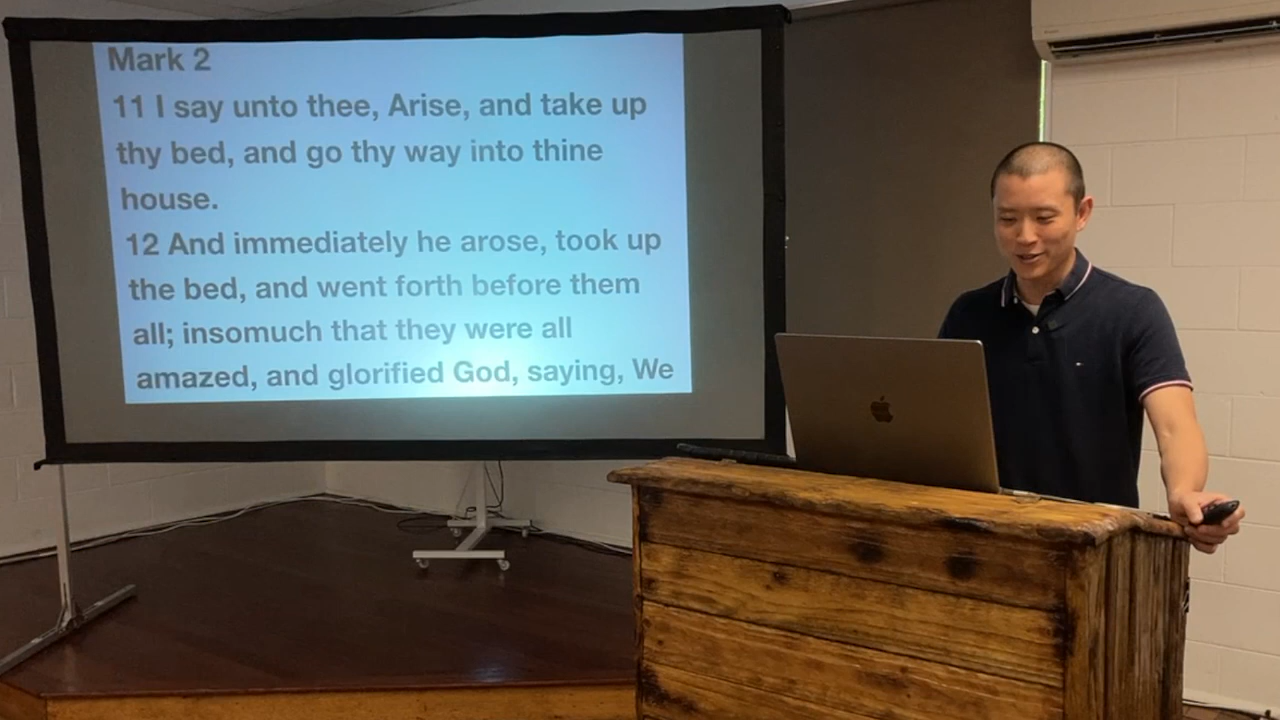 Mark 2
11 I say unto thee, Arise, and take up
thy bed, and go thy way into thine
house.
12 And immediately he arose, took up
the bed, and went forth before them
all; insomuch that they were all
amazed, and glorified God, saying, We